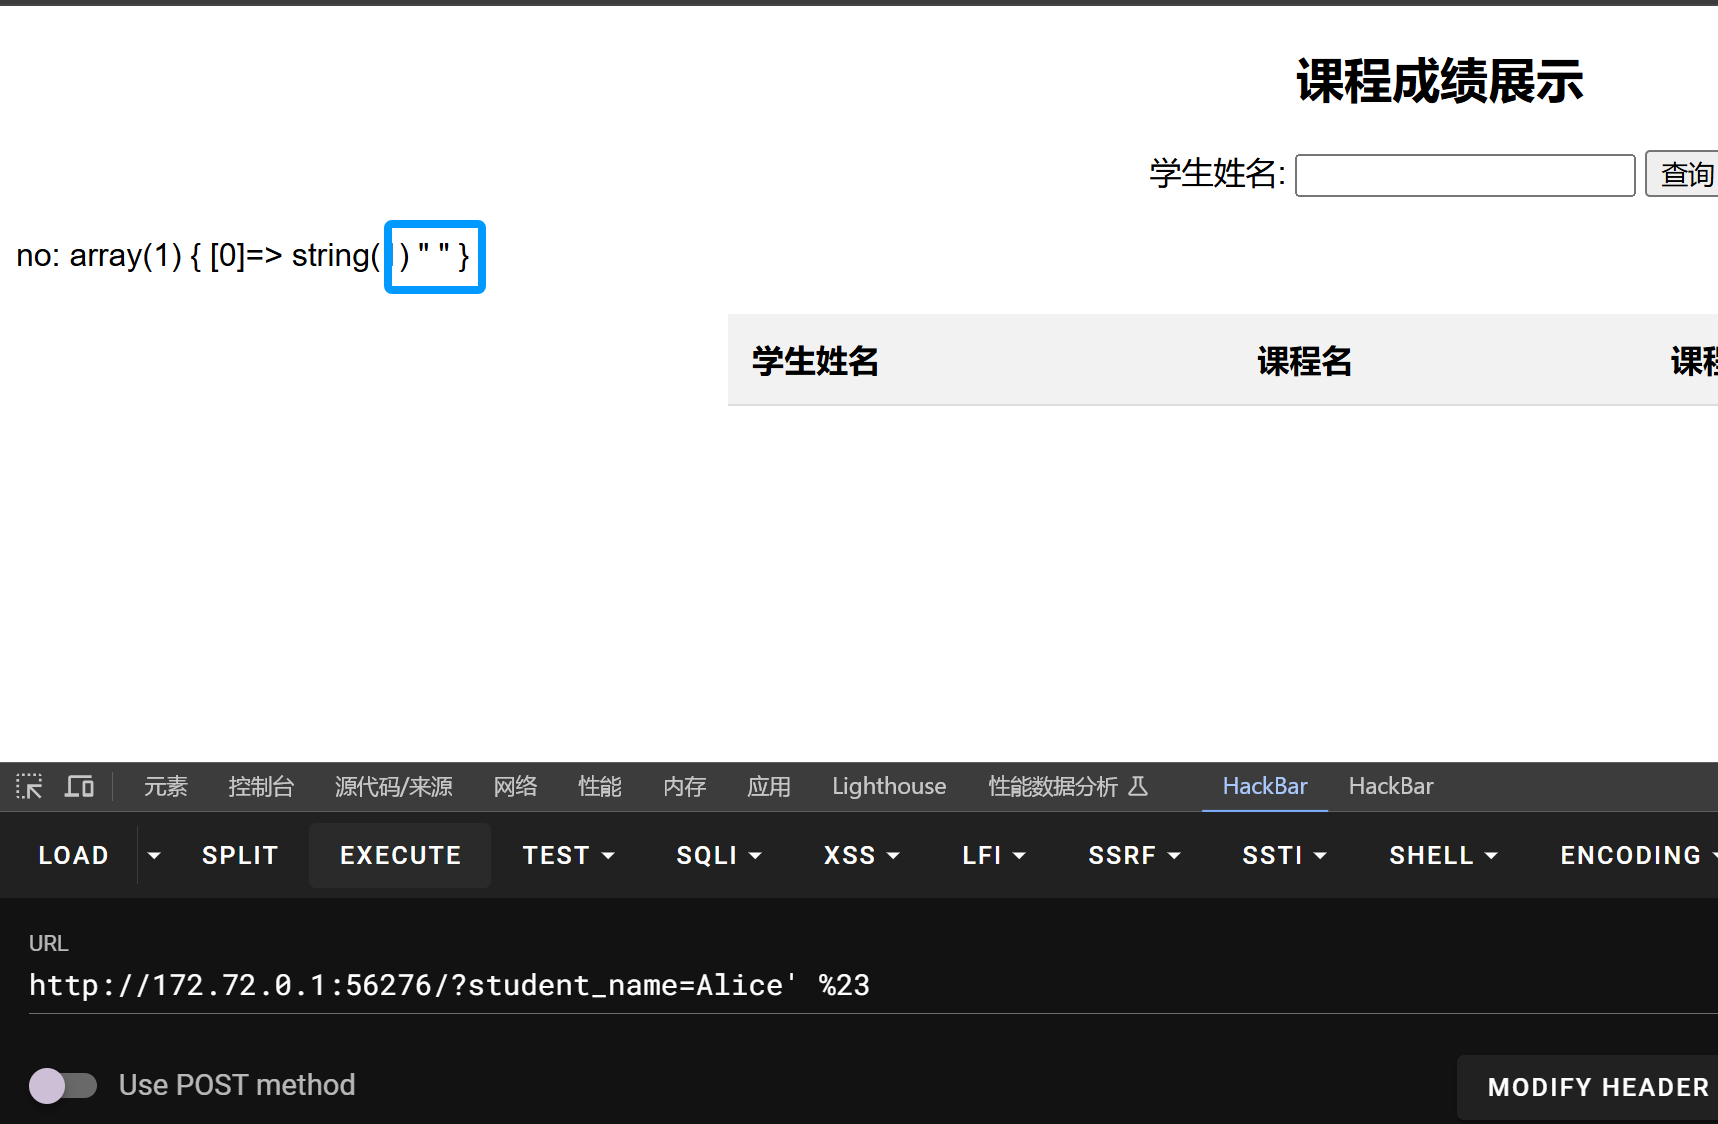 课程成绩展示
学生姓名: 查询
no: array(1) { [0]=> string(1) " " }
学生姓名 课程名
元素 控制台 源代码/来源 网络 性能 内存 应用 Lighthouse 性能数据分析 HackBar HackBar
LOAD SPLIT EXECUTE TEST SQLI XSS LFI SSRF SSTI SHELL ENCODING
URL
http://172.72.0.1:56276/?student_name=Alice' %23
Use POST method
MODIFY HEADER